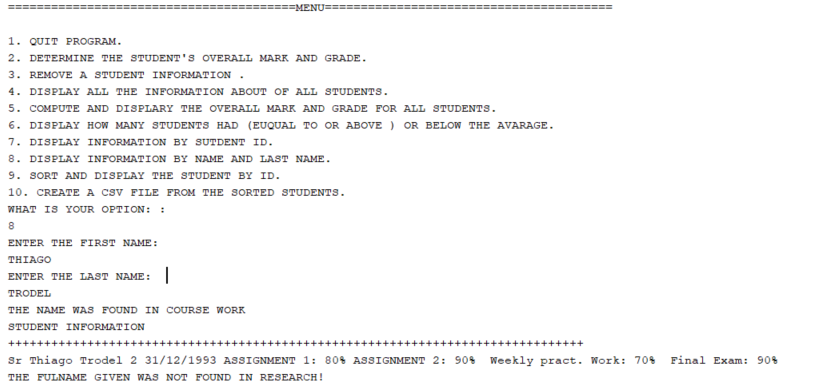 ========================================MENU========================================
1. QUIT PROGRAM.
2. DETERMINE THE STUDENT'S OVERALL MARK AND GRADE.
3. REMOVE A STUDENT INFORMATION .
4. DISPLAY ALL THE INFORMATION ABOUT OF ALL STUDENTS.
5. COMPUTE AND DISPLARY THE OVERALL MARK AND GRADE FOR ALL STUDENTS.
6. DISPLAY HOW MANY STUDENTS HAD (EUQUAL TO OR ABOVE ) OR BELOW THE AVARAGE.
7. DISPLAY INFORMATION BY SUTDENT ID.
8. DISPLAY INFORMATION BY NAME AND LAST NAME.
9. SORT AND DISPLAY THE STUDENT BY ID.
10. CREATE A CSV FILE FROM THE SORTED STUDENTS.
WHAT IS YOUR OPTION: :
8
ENTER THE FIRST NAME:
THIAGO
ENTER THE LAST NAME:
TRODEL
THE NAME WAS FOUND IN COURSE WORK
STUDENT INFORMATION
++++++++++++++++++++++++++++++++++++++++++++++++++++++++++++++++++++++++++++++++
Sr Thiago Trodel 2 31/12/1993 ASSIGNMENT 1: 80% ASSIGNMENT 2: 90%  Weekly pract. Work: 70%  Final Exam: 90%
THE FULNAME GIVEN WAS NOT FOUND IN RESEARCH!